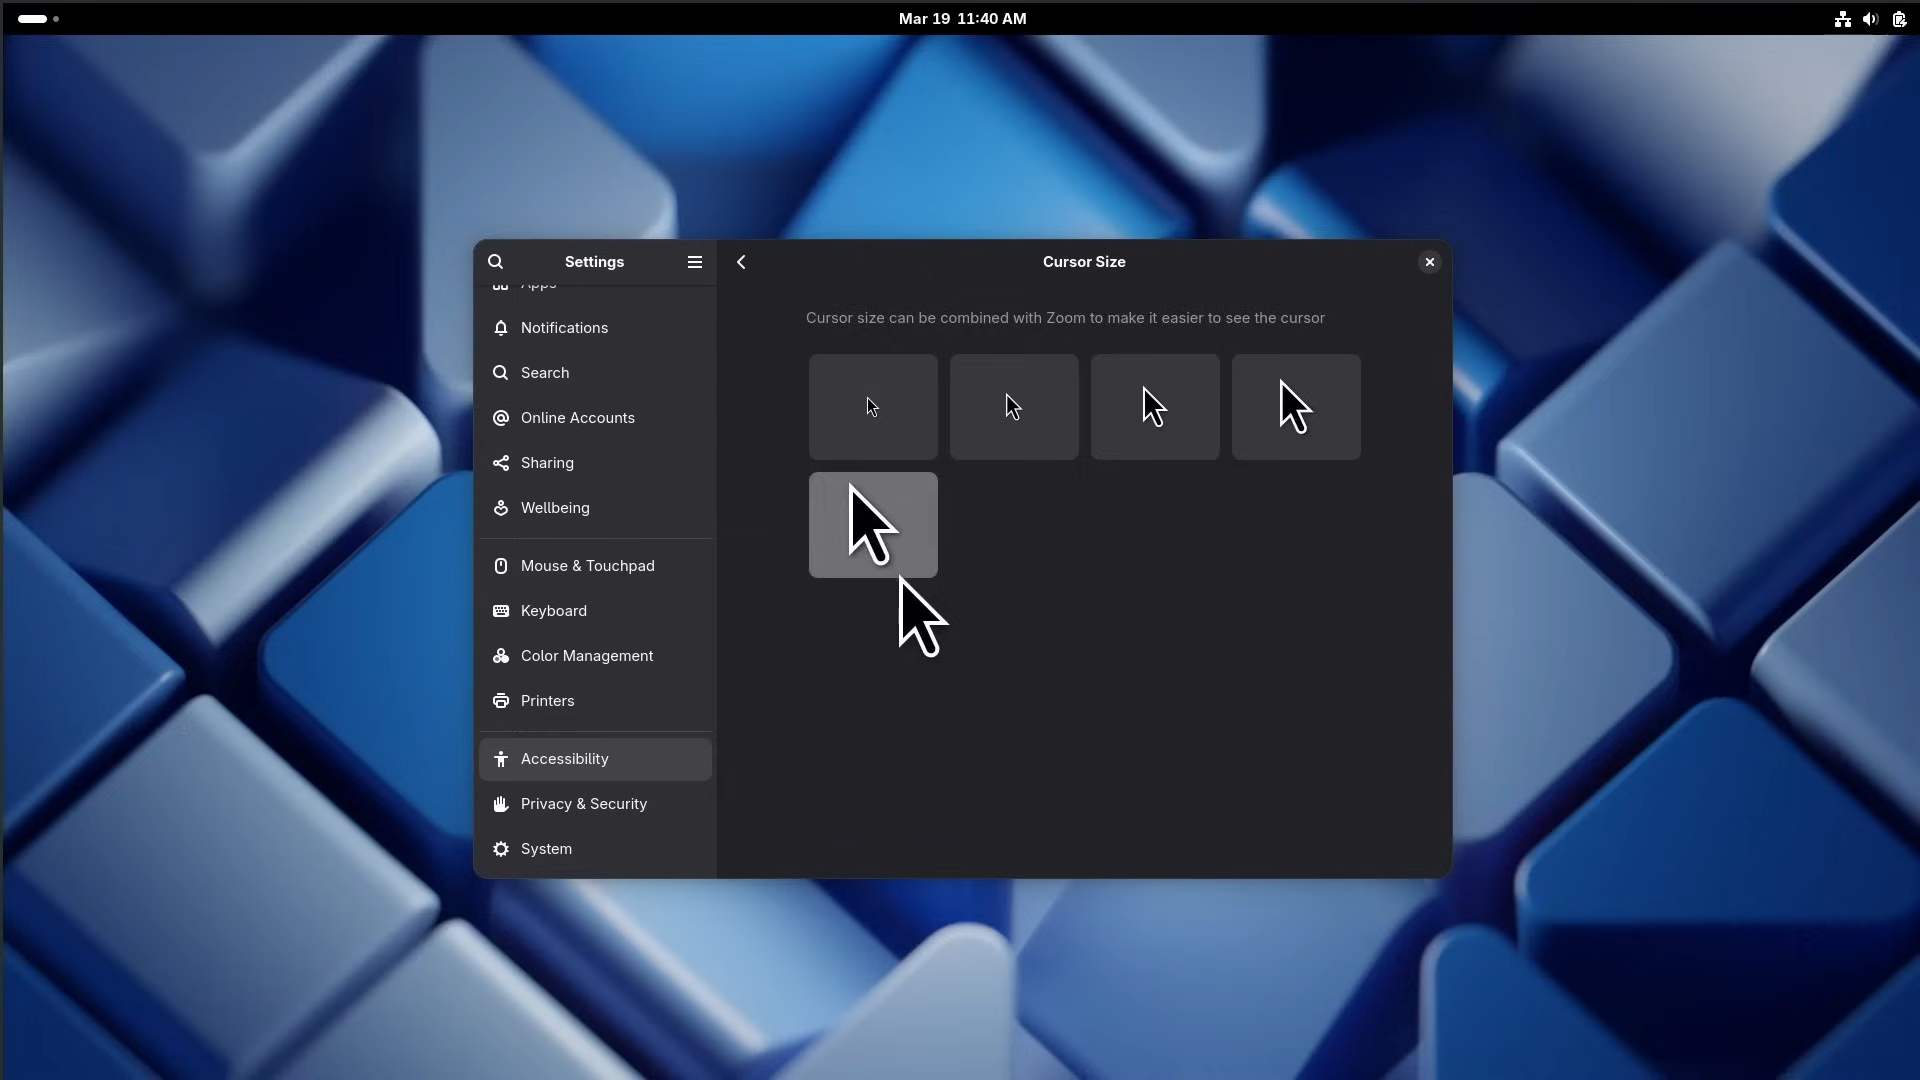 Mar 19 11:40 AM
Settings
Cursor Size
Apps
Notifications
Search
Online Accounts
Sharing
Wellbeing
Mouse & Touchpad
Keyboard
Color Management
Printers
Accessibility
Privacy & Security
System
Cursor size can be combined with Zoom to make it easier to see the cursor